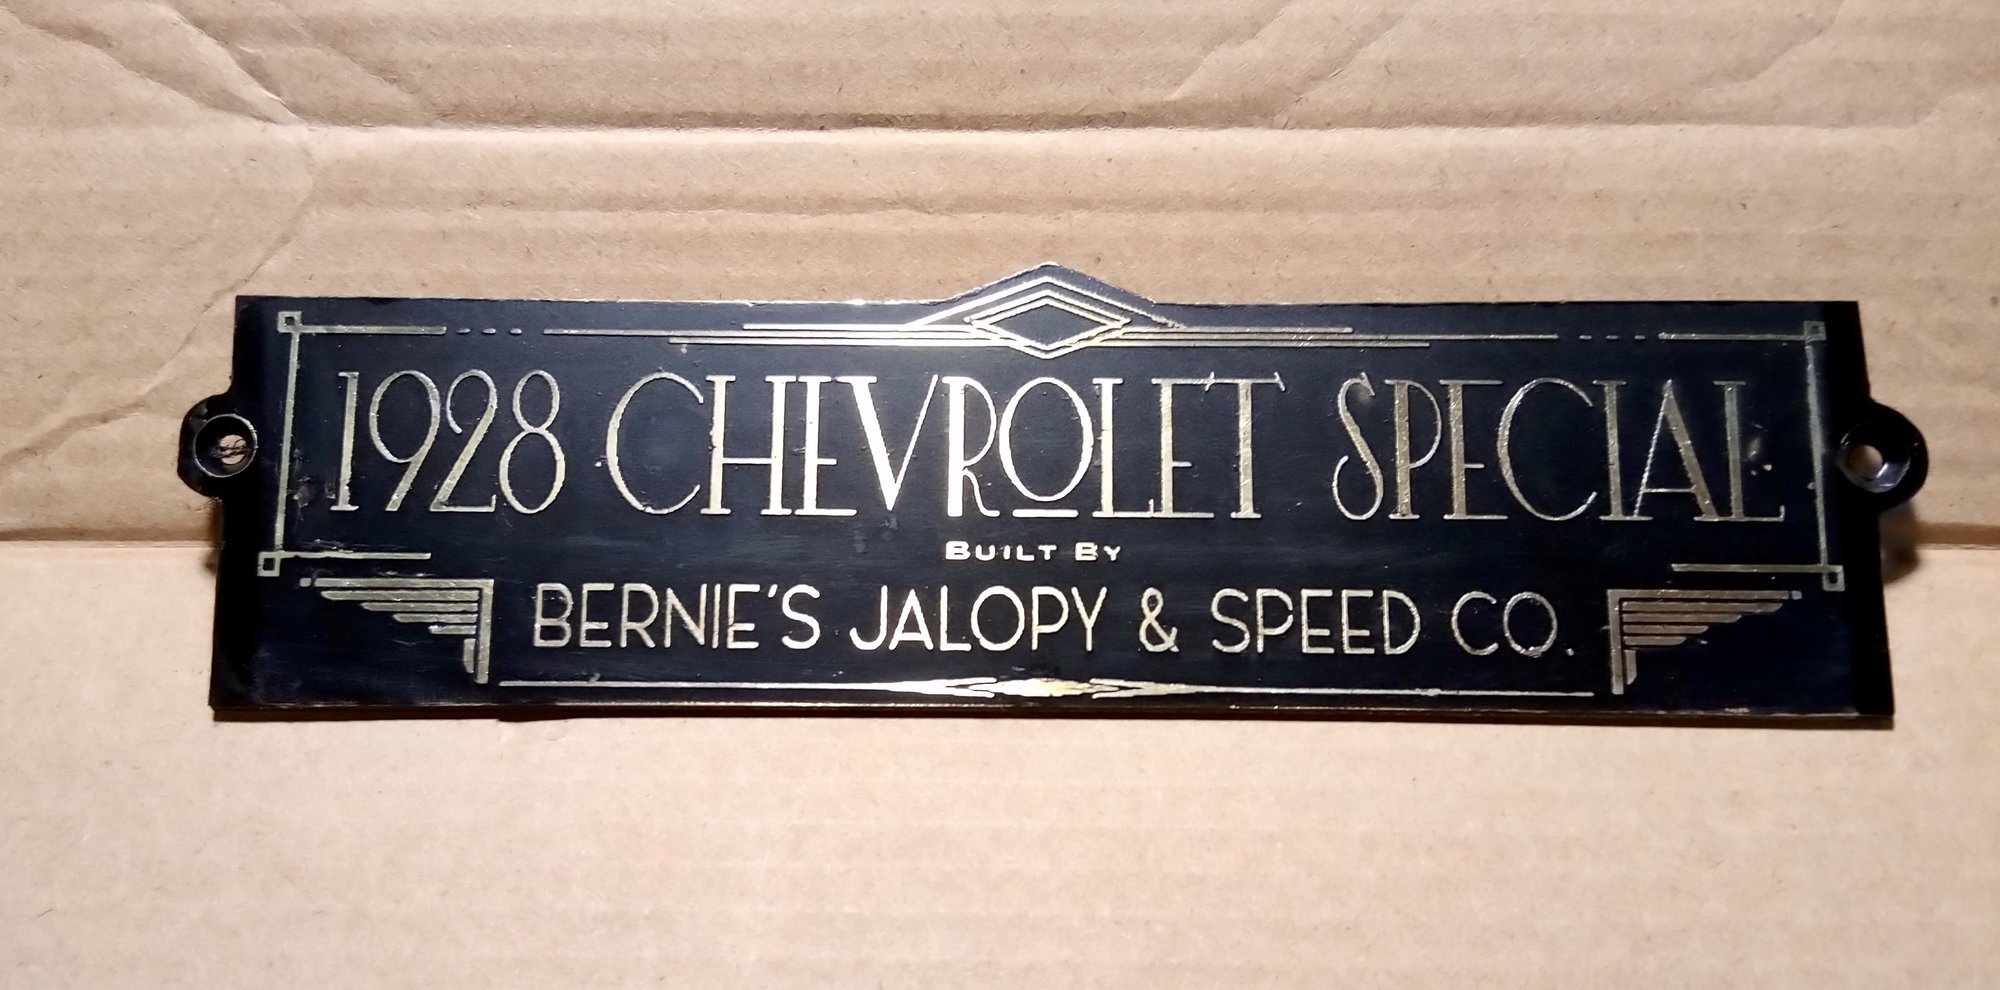 1928 CHEVROLET SPECIAL
BUILT BY
BERNIE'S JALOPY & SPEED CO.